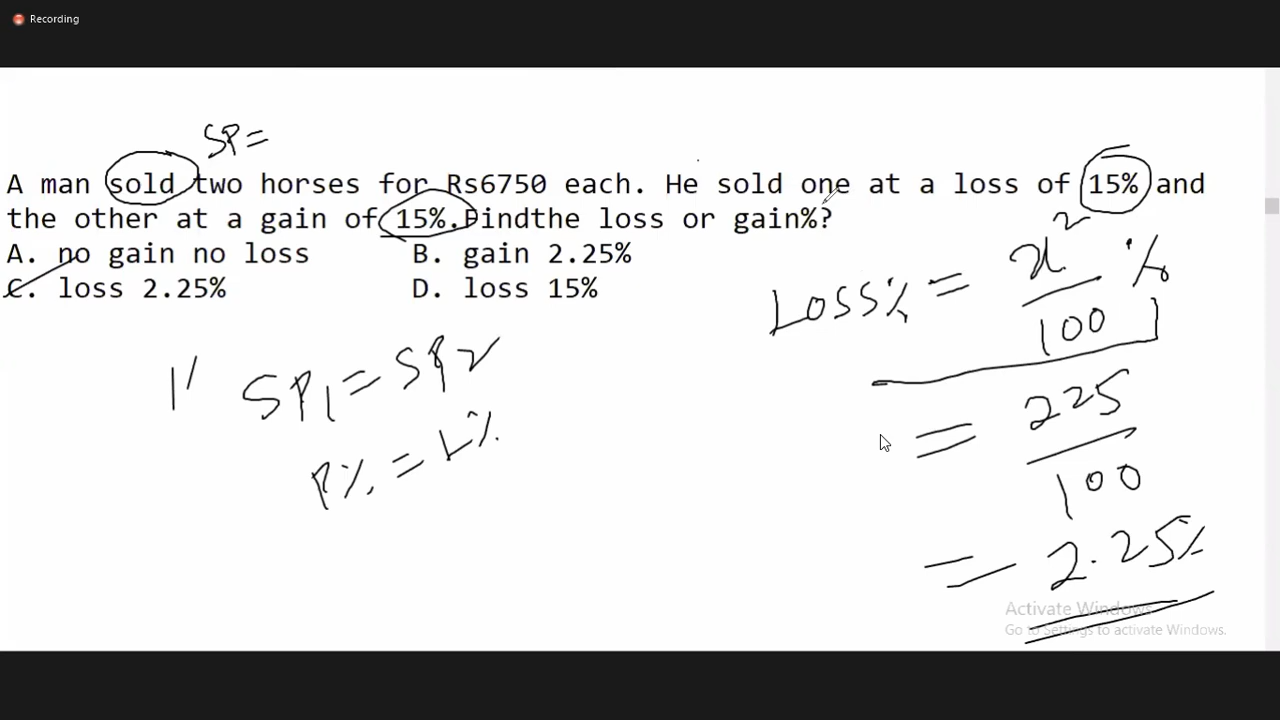 Recording
SP=
A man sold two horses for Rs6750 each. He sold one at a loss of 15% and
the other at a gain of 15%.Findthe loss or gain%?
A. no gain no loss B. gain 2.25%
C. loss 2.25% D. loss 15%
Loss% = x²/100 %
1' SP1 = SP2
P% = L%
= 225/100
= 2.25%
Activate Windows
Go to Settings to activate Windows.